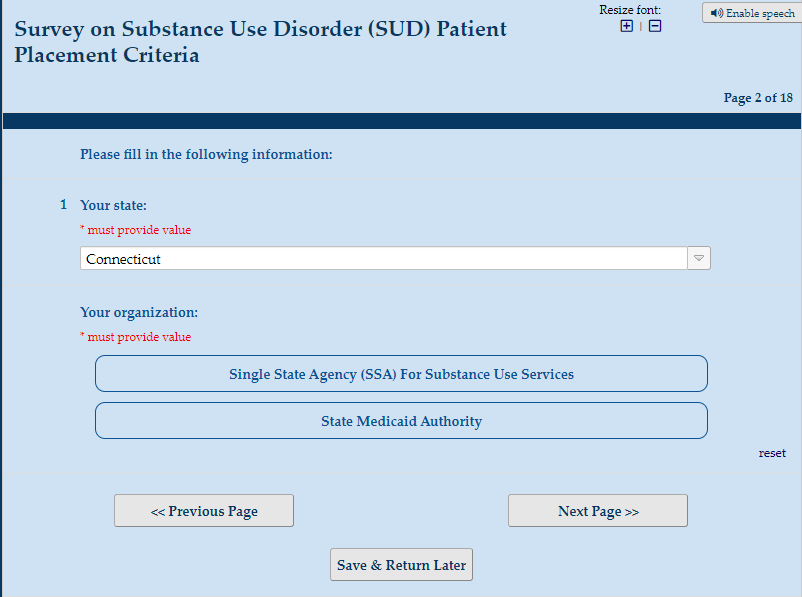 Resize font:
Enable speech
Survey on Substance Use Disorder (SUD) Patient
Placement Criteria
Page 2 of 18
Please fill in the following information:
1 Your state:
* must provide value
Connecticut
Your organization:
* must provide value
Single State Agency (SSA) For Substance Use Services
State Medicaid Authority
reset
<< Previous Page
Next Page >>
Save & Return Later